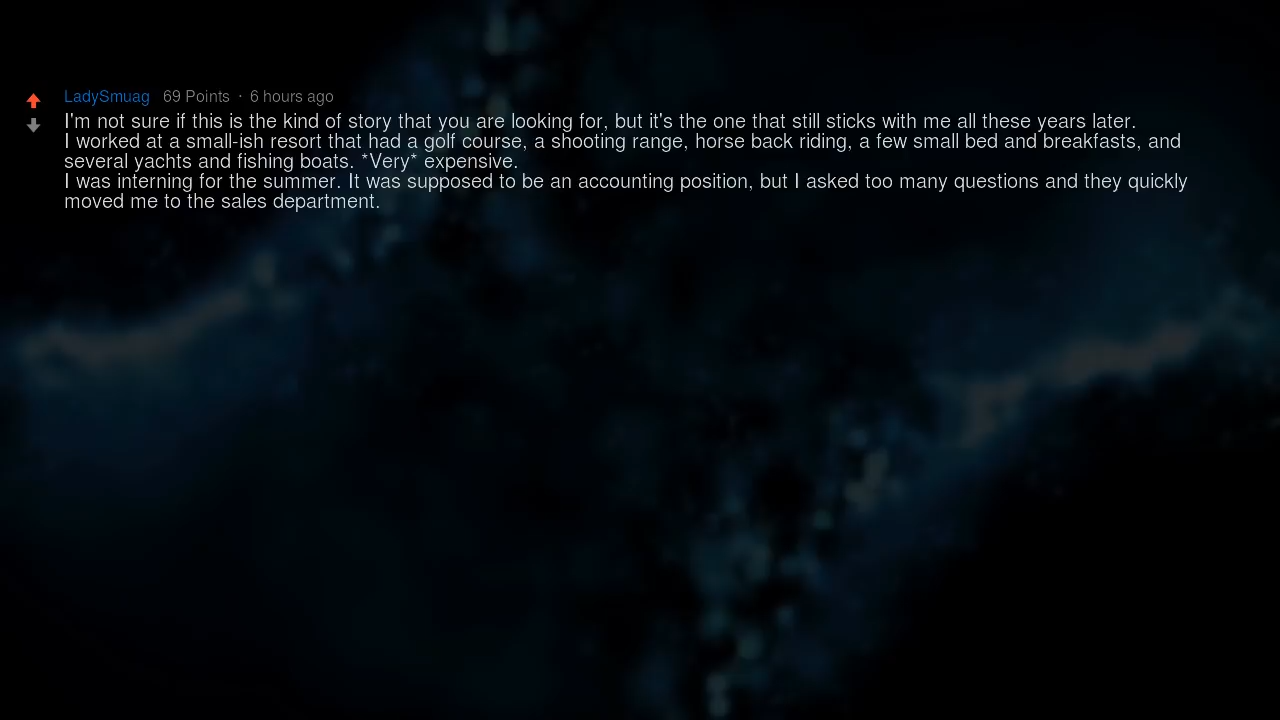 LadySmuag 69 Points · 6 hours ago
I'm not sure if this is the kind of story that you are looking for, but it's the one that still sticks with me all these years later.
I worked at a small-ish resort that had a golf course, a shooting range, horse back riding, a few small bed and breakfasts, and
several yachts and fishing boats. *Very* expensive.
I was interning for the summer. It was supposed to be an accounting position, but I asked too many questions and they quickly
moved me to the sales department.